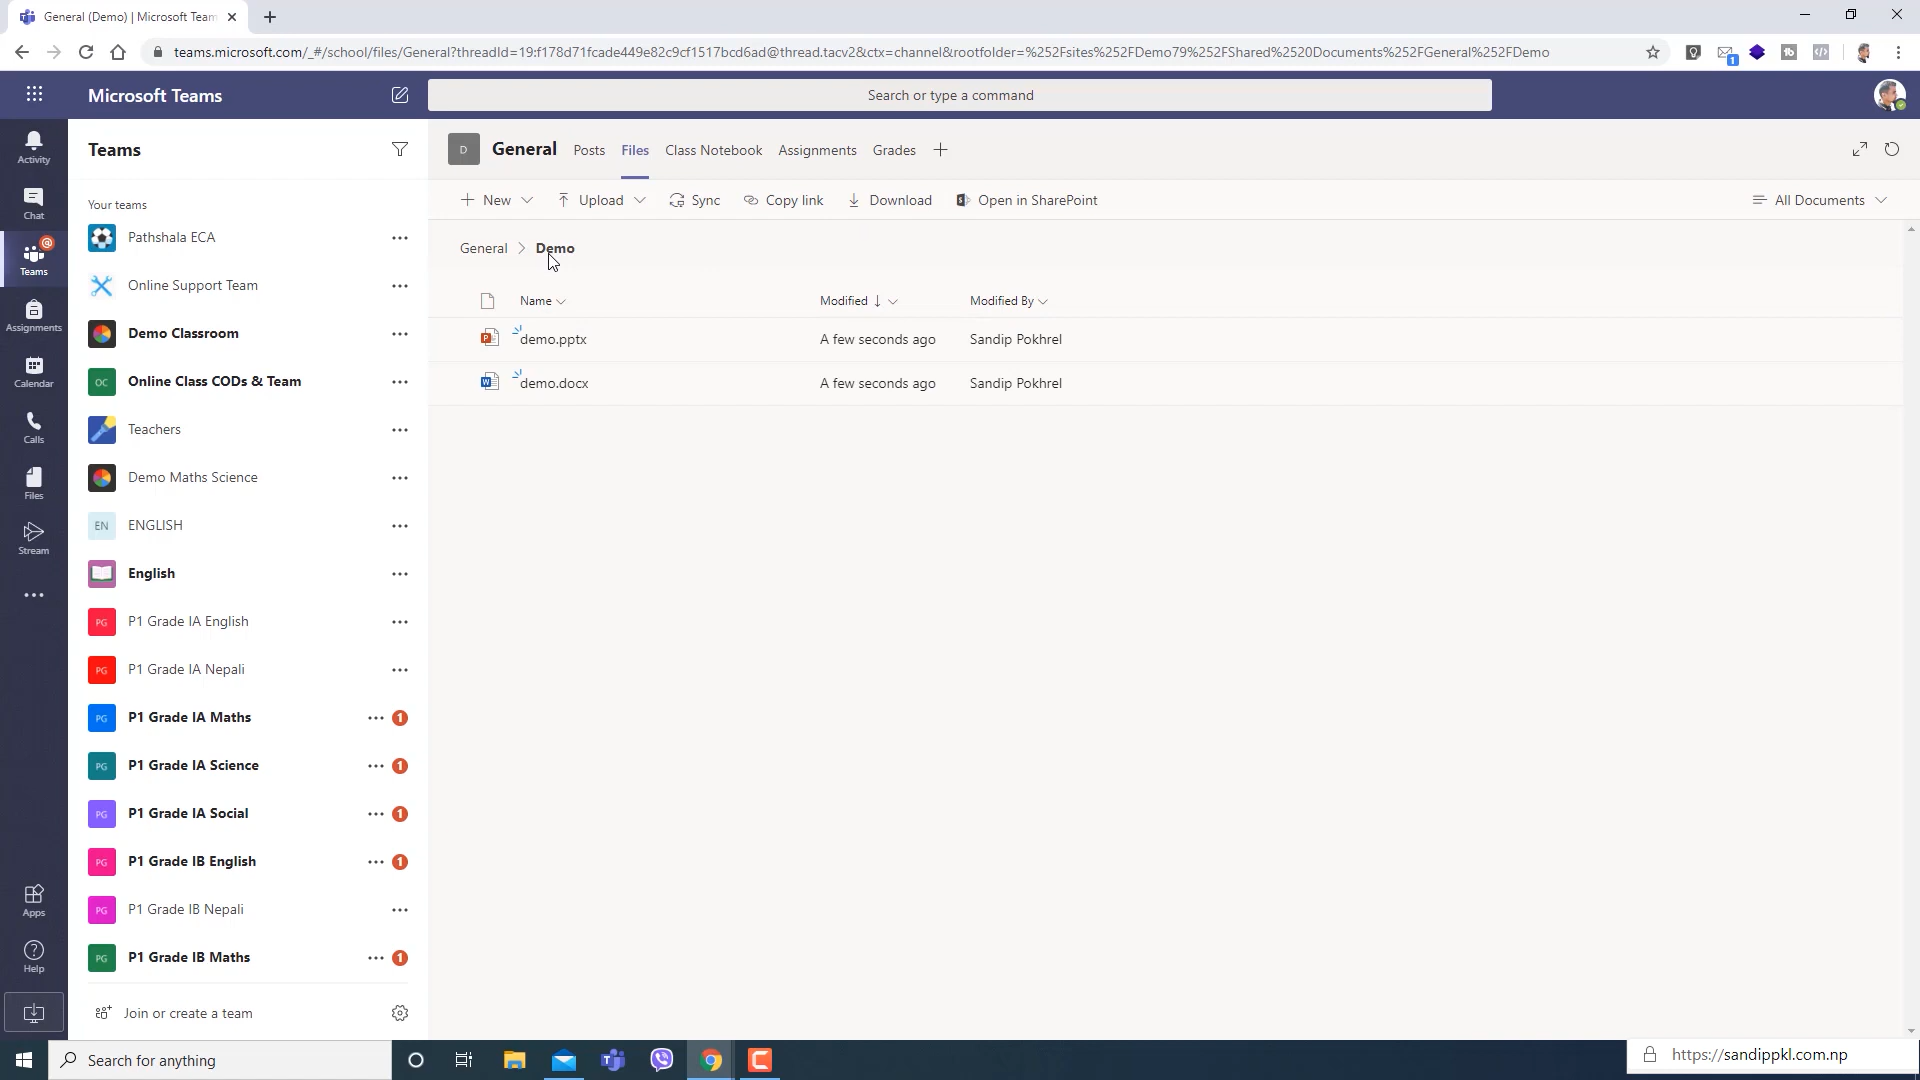 General (Demo) | Microsoft Team
teams.microsoft.com/_#/school/files/General?threadId=19:f178d71fcade449e82c9cf1517bcd6ad@thread.tacv2&ctx=channel&rootfolder=%252Fsites%252FDemo79%252FShared%2520Documents%252FGeneral%252FDemo
1
Microsoft Teams
Search or type a command
Activity
Chat
Teams
Assignments
Calendar
Calls
Files
Stream
Apps
Help
Teams
Your teams
Pathshala ECA
Online Support Team
Demo Classroom
OC Online Class CODs & Team
Teachers
Demo Maths Science
EN ENGLISH
English
PG P1 Grade IA English
PG P1 Grade IA Nepali
PG P1 Grade IA Maths 1
PG P1 Grade IA Science 1
PG P1 Grade IA Social 1
PG P1 Grade IB English 1
PG P1 Grade IB Nepali
PG P1 Grade IB Maths 1
Join or create a team
D General Posts Files Class Notebook Assignments Grades
New Upload Sync Copy link Download Open in SharePoint All Documents
General > Demo
Name Modified Modified By
demo.pptx A few seconds ago Sandip Pokhrel
demo.docx A few seconds ago Sandip Pokhrel
Search for anything
https://sandippkl.com.np